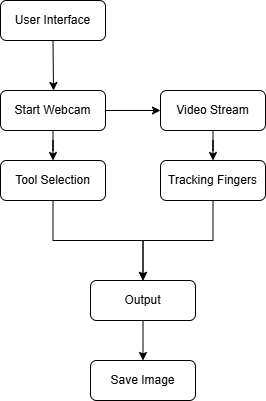 User Interface
Start Webcam
Video Stream
Tool Selection
Tracking Fingers
Output
Save Image